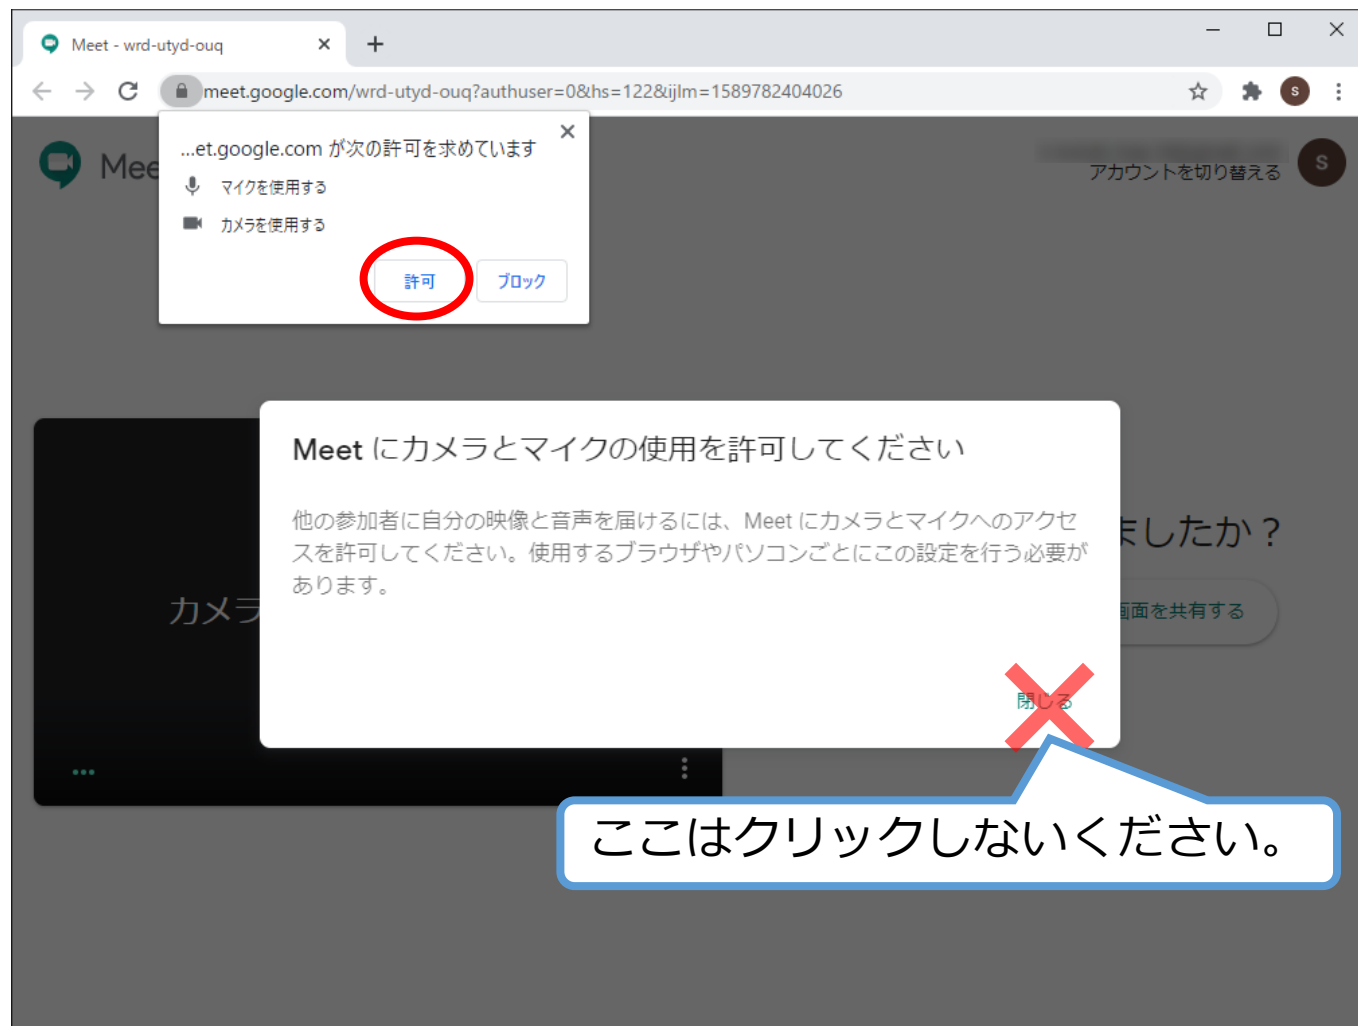 Meet - wrd-utyd-ouq
meet.google.com/wrd-utyd-ouq?authuser=0&hs=122&ijlm=1589782404026
S
...et.google.com が次の許可を求めています
マイクを使用する
カメラを使用する
許可 ブロック
Mee
アカウントを切り替える
S
Meet にカメラとマイクの使用を許可してください
他の参加者に自分の映像と音声を届けるには、Meet にカメラとマイクへのアクセ
スを許可してください。使用するブラウザやパソコンごとにこの設定を行う必要が
あります。
ましたか？
カメラ
画面を共有する
閉じる
ここはクリックしないください。